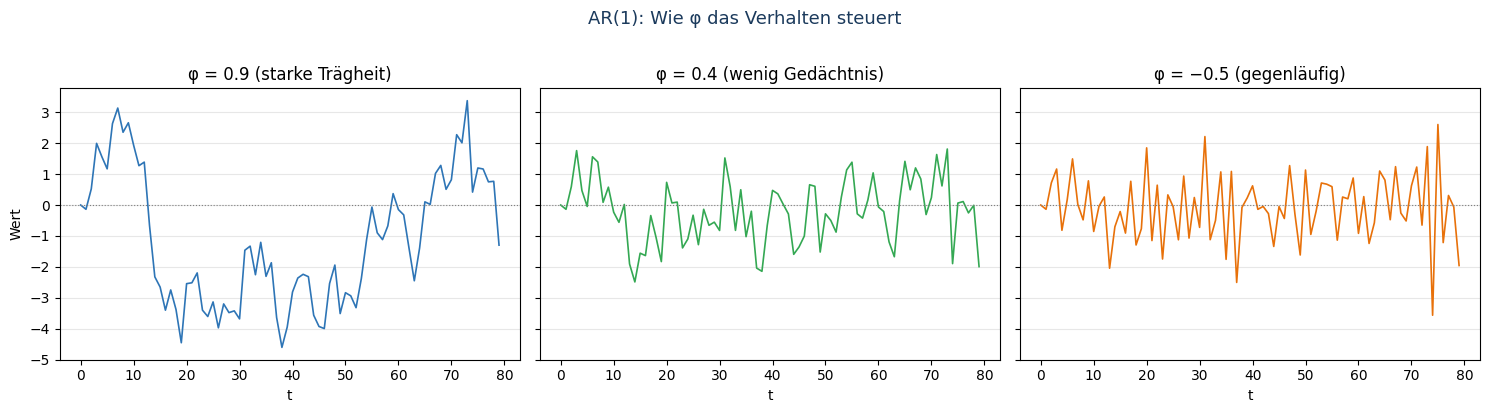 AR(1): Wie φ das Verhalten steuert
φ = 0.9 (starke Trägheit)
φ = 0.4 (wenig Gedächtnis)
φ = −0.5 (gegenläufig)
Wert
3
2
1
0
−1
−2
−3
−4
−5
0 10 20 30 40 50 60 70 80
0 10 20 30 40 50 60 70 80
0 10 20 30 40 50 60 70 80
t
t
t